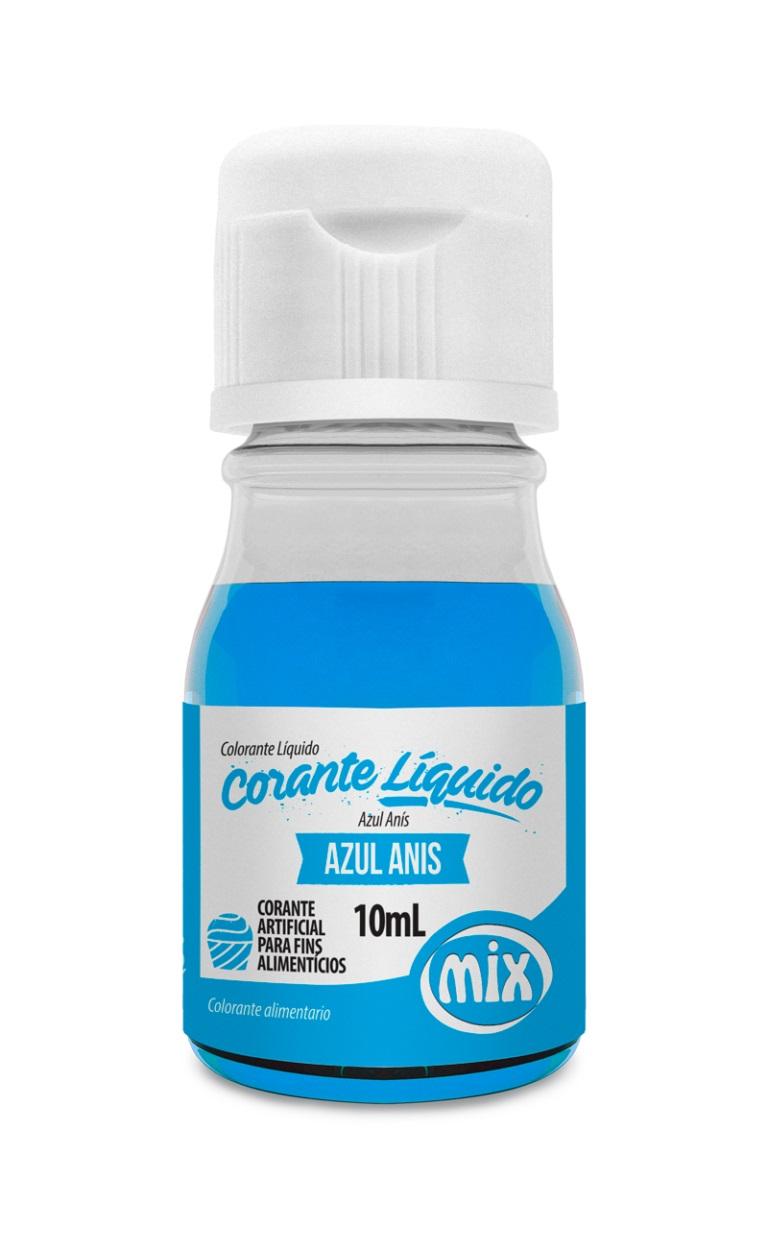 Colorante Líquido
Corante Líquido
Azul Anís
AZUL ANIS
CORANTE
ARTIFICIAL
PARA FINS
ALIMENTÍCIOS
10mL
mix
Colorante alimentario